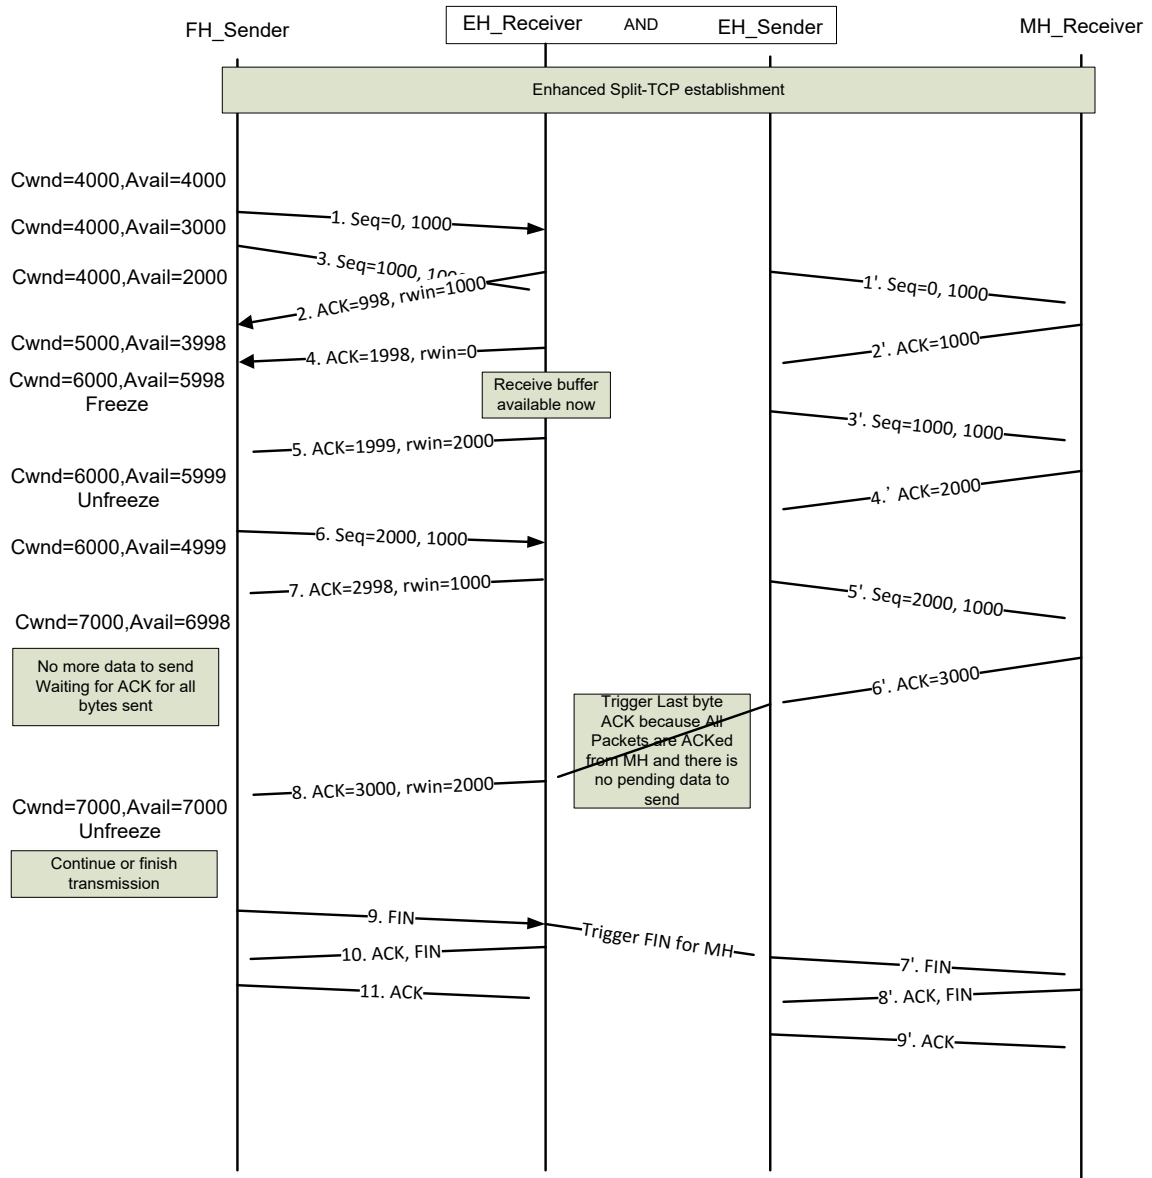 FH_Sender
EH_Receiver AND EH_Sender
MH_Receiver
Enhanced Split-TCP establishment
Cwnd=4000,Avail=4000
1. Seq=0, 1000
Cwnd=4000,Avail=3000
3. Seq=1000,
Cwnd=4000,Avail=2000
2. ACK=998, rwin=1000
1'. Seq=0, 1000
Cwnd=5000,Avail=3998
4. ACK=1998, rwin=0
2'. ACK=1000
Cwnd=6000,Avail=5998
Freeze
Receive buffer
available now
3'. Seq=1000, 1000
5. ACK=1999, rwin=2000
Cwnd=6000,Avail=5999
Unfreeze
4.’ ACK=2000
6. Seq=2000, 1000
Cwnd=6000,Avail=4999
7. ACK=2998, rwin=1000
5'. Seq=2000, 1000
Cwnd=7000,Avail=6998
No more data to send
Waiting for ACK for all
bytes sent
6'. ACK=3000
Trigger Last byte
ACK because All
Packets are ACKed
from MH and there is
no pending data to
send
8. ACK=3000, rwin=2000
Cwnd=7000,Avail=7000
Unfreeze
Continue or finish
transmission
9. FIN
Trigger FIN for MH
10. ACK, FIN
7'. FIN
11. ACK
8'. ACK, FIN
9'. ACK